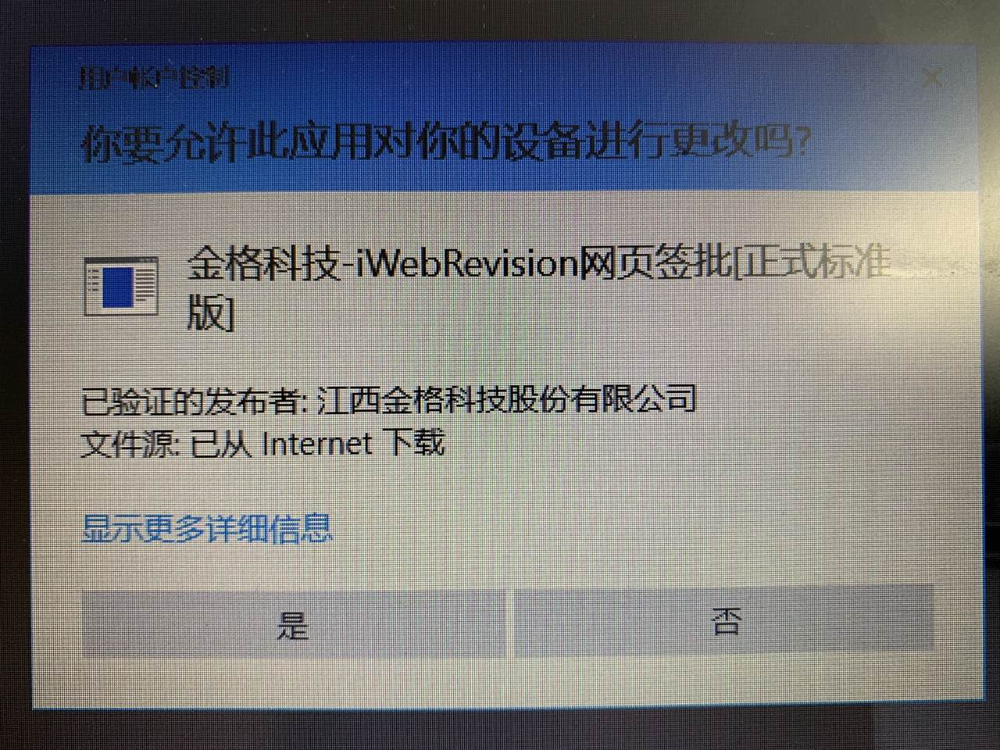 用户帐户控制
你要允许此应用对你的设备进行更改吗?
金格科技-iWebRevision网页签批[正式标准
版]
已验证的发布者: 江西金格科技股份有限公司
文件源: 已从 Internet 下载
显示更多详细信息
是
否